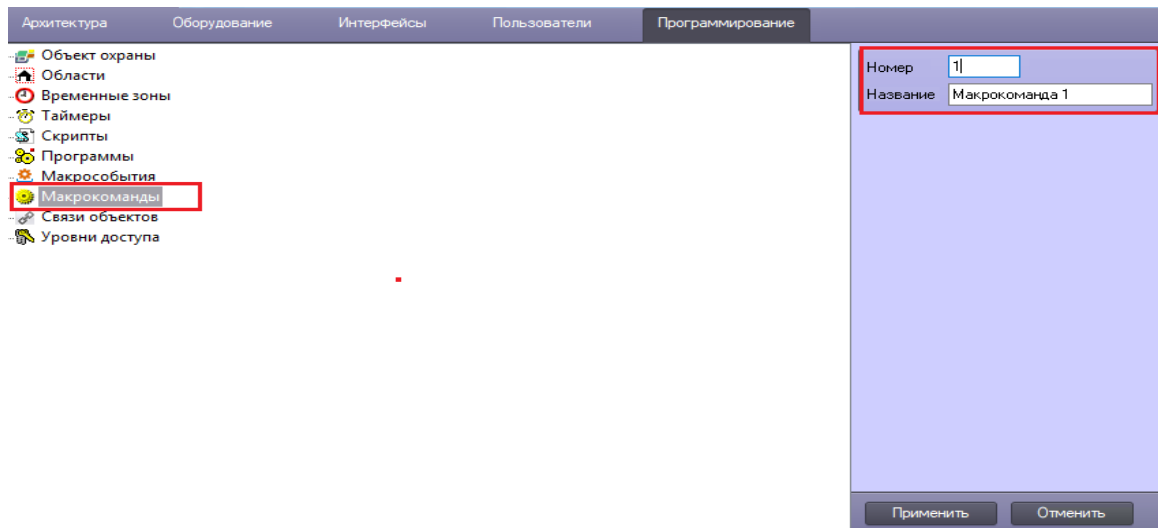 Архитектура Оборудование Интерфейсы Пользователи Программирование
Объект охраны
Области
Временные зоны
Таймеры
Скрипты
Программы
Макрособытия
Макрокоманды
Связи объектов
Уровни доступа
Номер 1
Название Макрокоманда 1
Применить Отменить